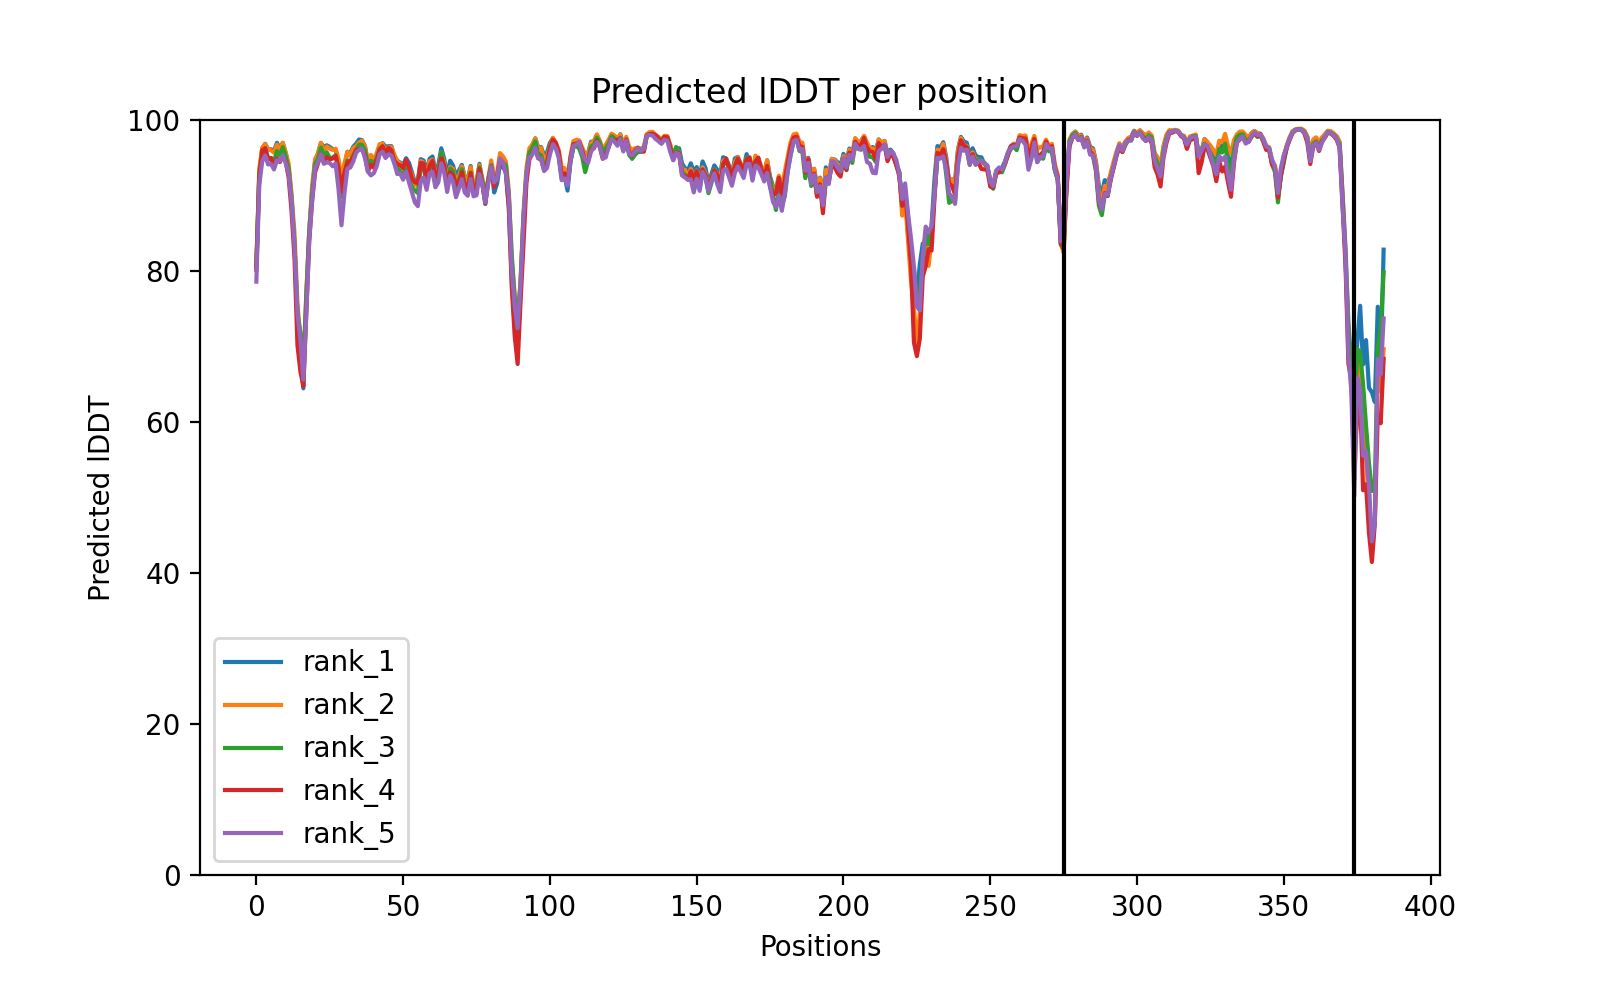 Predicted lDDT per position
100
80
60
40
20
0
Predicted lDDT
rank_1
rank_2
rank_3
rank_4
rank_5
0 50 100 150 200 250 300 350 400
Positions